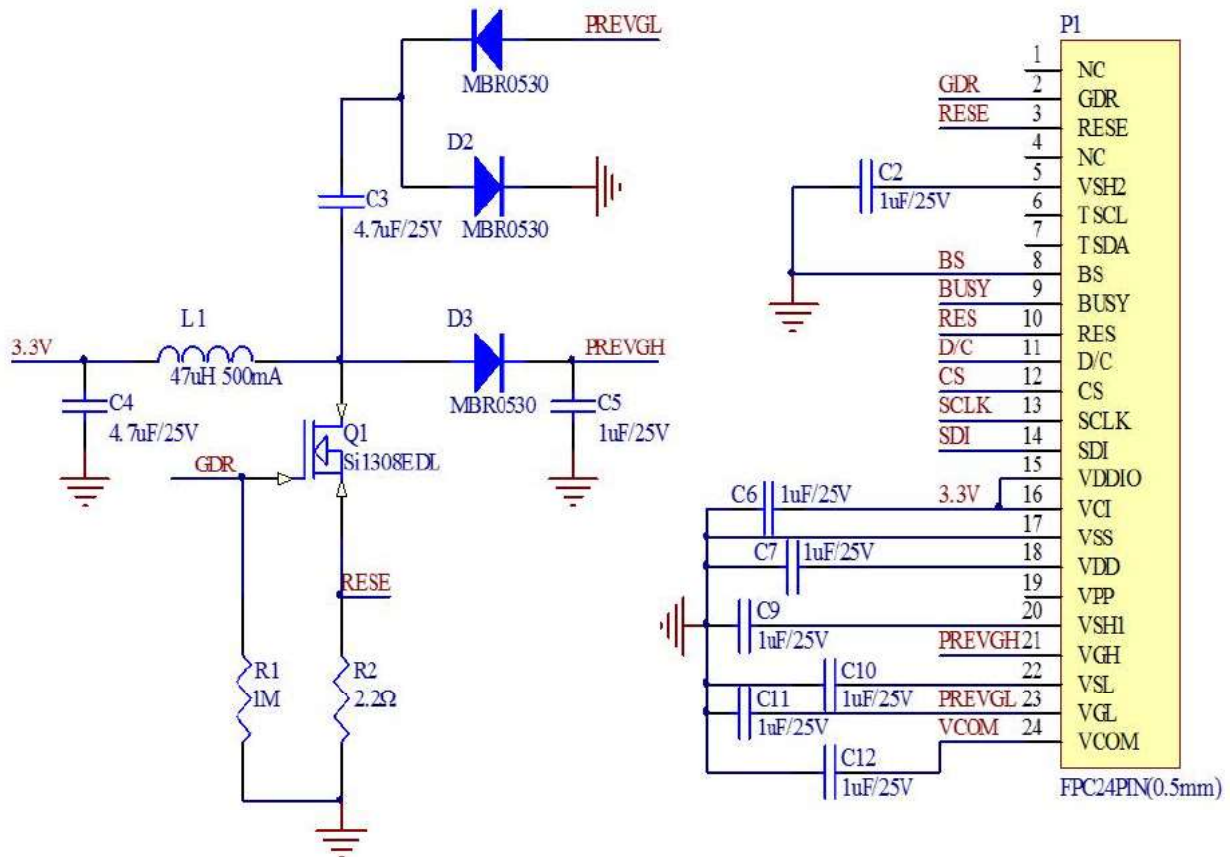 PREVGL
MBR0530
D2
MBR0530
C3
4.7uF/25V
L1
3.3V
47uH 500mA
C4
4.7uF/25V
D3
MBR0530
PREVGH
C5
1uF/25V
Q1
Si1308EDL
GDR
RESE
R1
1M
R2
2.2Ω
P1
1 NC
GDR 2 GDR
RESE 3 RESE
4 NC
C2
1uF/25V
5 VSH2
6 TSCL
7 TSDA
BS 8 BS
BUSY 9 BUSY
RES 10 RES
D/C 11 D/C
CS 12 CS
SCLK 13 SCLK
SDI 14 SDI
15 VDDIO
C6 1uF/25V
3.3V 16 VCI
17 VSS
C7 1uF/25V
18 VDD
19 VPP
C9
1uF/25V
20 VSH1
PREVGH 21 VGH
C10
1uF/25V
22 VSL
C11
1uF/25V
PREVGL 23 VGL
VCOM 24 VCOM
C12
1uF/25V
FPC24PIN(0.5mm)